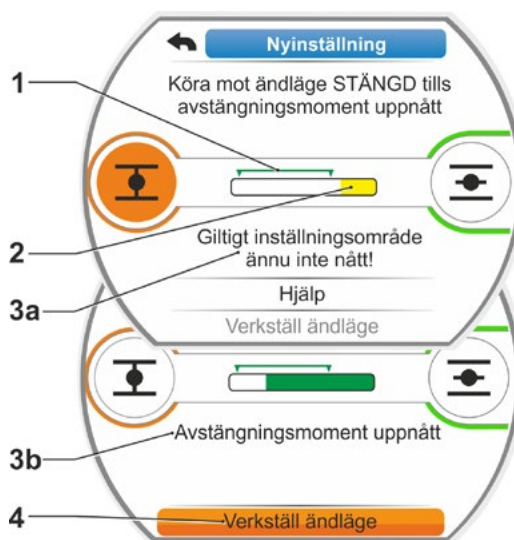 Nyinställning
Köra mot ändläge STÄNGD tills
avstängningsmoment uppnått
1
2
Giltigt inställningsområde
ännu inte nått!
3a
Hjälp
Verkställ ändläge
Avstängningsmoment uppnått
3b
4
Verkställ ändläge